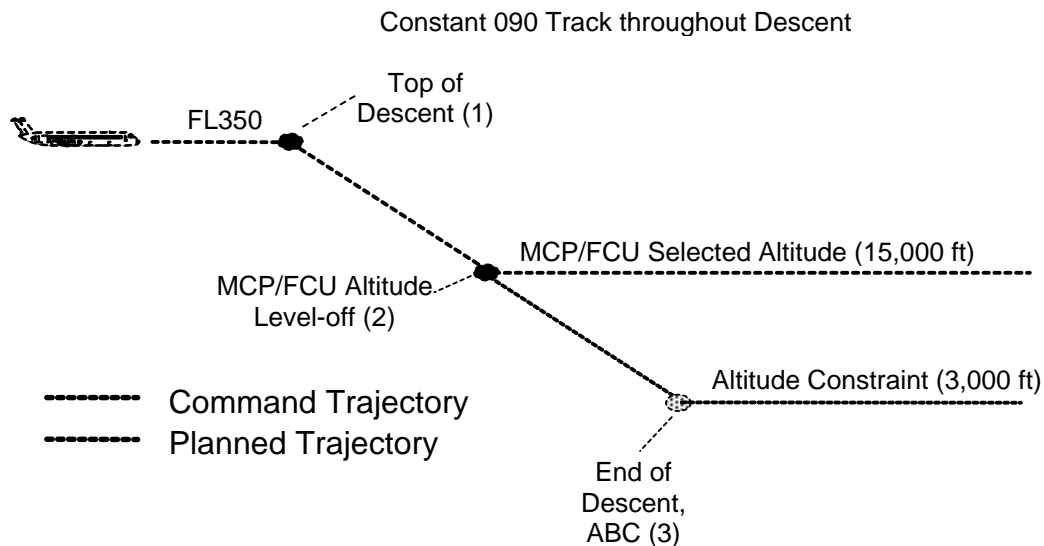 Constant 090 Track throughout Descent
Top of
Descent (1)
FL350
MCP/FCU Selected Altitude (15,000 ft)
MCP/FCU Altitude
Level-off (2)
Altitude Constraint (3,000 ft)
Command Trajectory
Planned Trajectory
End of
Descent,
ABC (3)